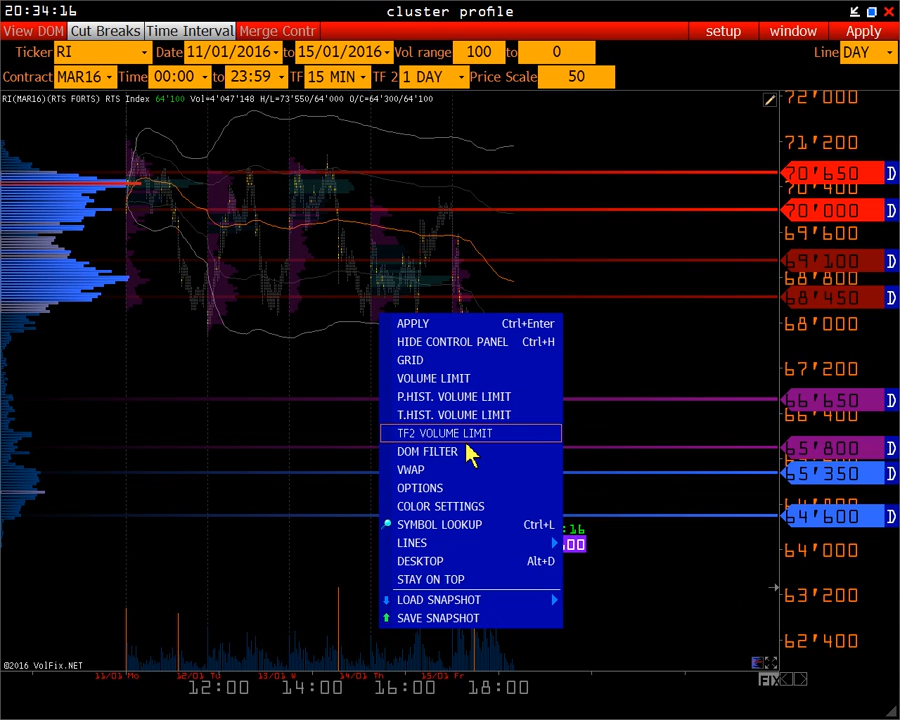 20:34:16 cluster profile
View DOM Cut Breaks Time Interval Merge Contr setup window Apply
Ticker RI Date 11/01/2016 to 15/01/2016 Vol range 100 to 0 Line DAY
Contract MAR16 Time 00:00 to 23:59 TF 15 MIN TF 2 1 DAY Price Scale 50
RI(MAR16)(RTS FORTS) RTS Index 64'100 Vol=4'047'148 H/L=73'550/64'000 O/C=64'300/64'100
72'000
71'200
70'650 D
70'400
70'000 D
69'600
69'100 D
68'800
68'450 D
68'000
67'200
66'650 D
66'400
65'800 D
65'350 D
64'600 D
64'000
63'200
62'400
APPLY Ctrl+Enter
HIDE CONTROL PANEL Ctrl+H
GRID
VOLUME LIMIT
P.HIST. VOLUME LIMIT
T.HIST. VOLUME LIMIT
TF2 VOLUME LIMIT
DOM FILTER
VWAP
OPTIONS
COLOR SETTINGS
SYMBOL LOOKUP Ctrl+L
:16
LINES
00
DESKTOP Alt+D
STAY ON TOP
LOAD SNAPSHOT
SAVE SNAPSHOT
©2016 VolFix.NET
11/01 Mo 12/01 Tu 13/01 W 14/01 Th 15/01 Fr
12:00 14:00 16:00 18:00
FIX